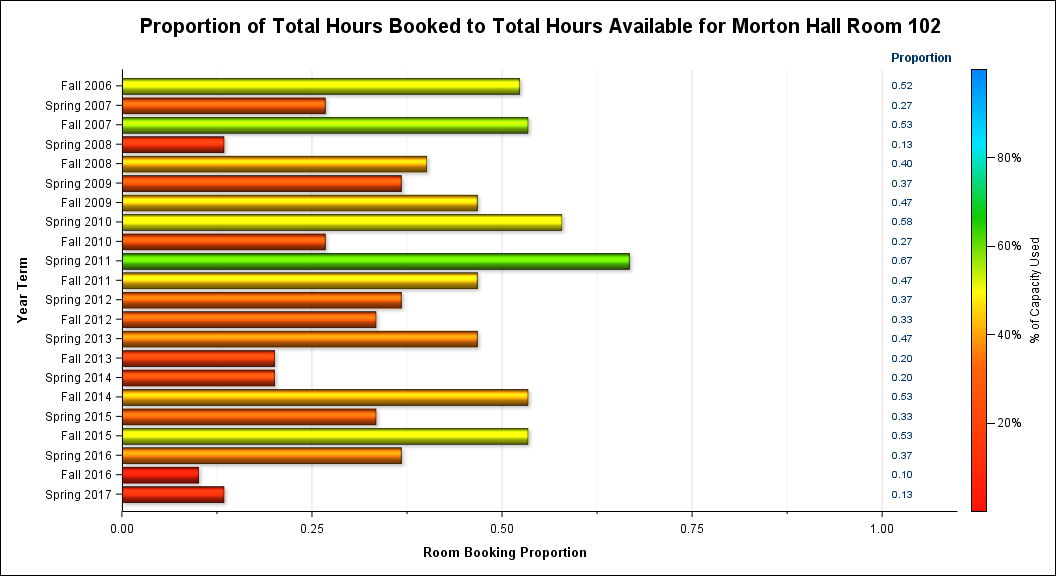 Proportion of Total Hours Booked to Total Hours Available for Morton Hall Room 102
Proportion
Fall 2006 0.52
Spring 2007 0.27
Fall 2007 0.53
Spring 2008 0.13
Fall 2008 0.40
Spring 2009 0.37
Fall 2009 0.47
Spring 2010 0.58
Fall 2010 0.27
Spring 2011 0.67
Fall 2011 0.47
Spring 2012 0.37
Fall 2012 0.33
Spring 2013 0.47
Fall 2013 0.20
Spring 2014 0.20
Fall 2014 0.53
Spring 2015 0.33
Fall 2015 0.53
Spring 2016 0.37
Fall 2016 0.10
Spring 2017 0.13
Year Term
0.00 0.25 0.50 0.75 1.00
Room Booking Proportion
80%
60%
40%
20%
% of Capacity Used